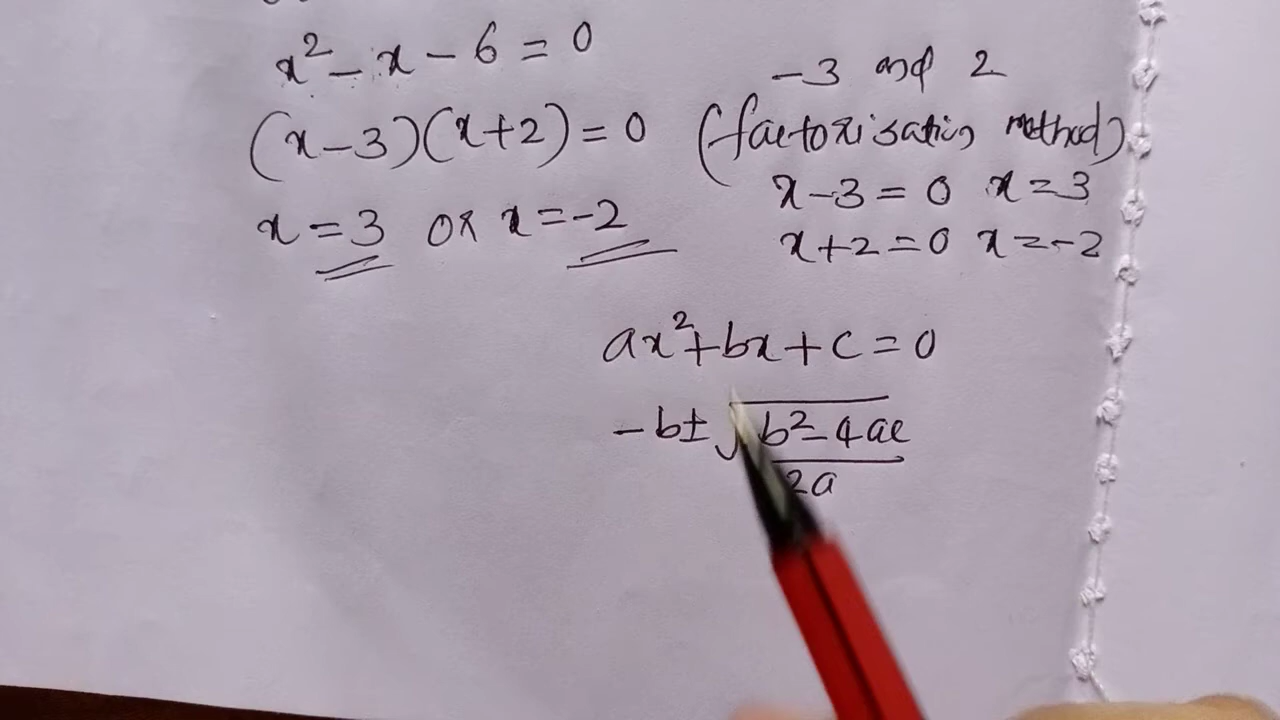 x² - x - 6 = 0
-3 and 2
(x-3)(x+2) = 0 (factorisation method)
x-3 = 0 x = 3
x = 3 or x = -2
x+2 = 0 x = -2
ax² + bx + c = 0
-b ± √b² - 4ac
2a